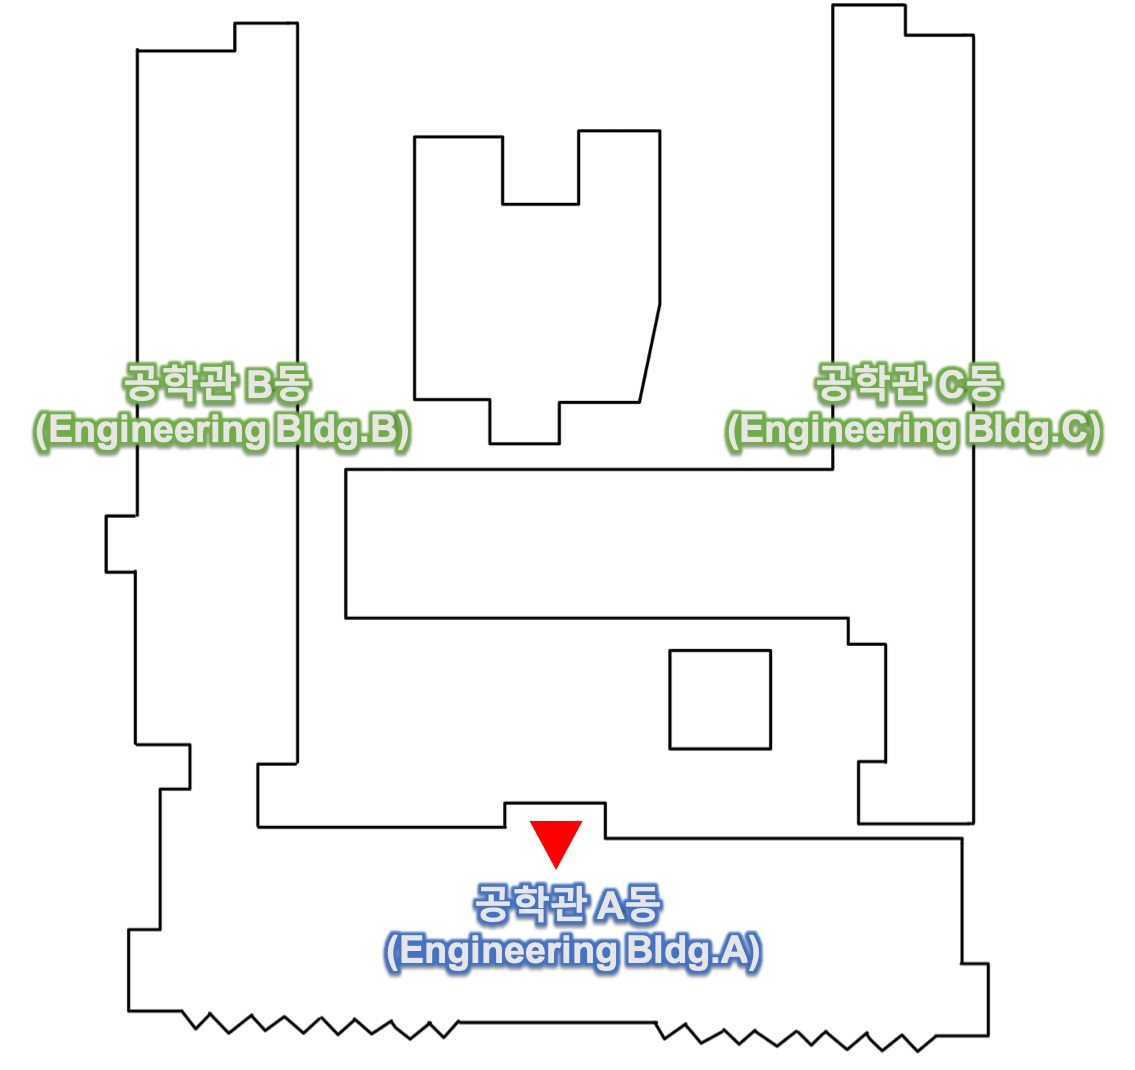 공학관 B동
(Engineering Bldg.B)
공학관 C동
(Engineering Bldg.C)
공학관 A동
(Engineering Bldg.A)